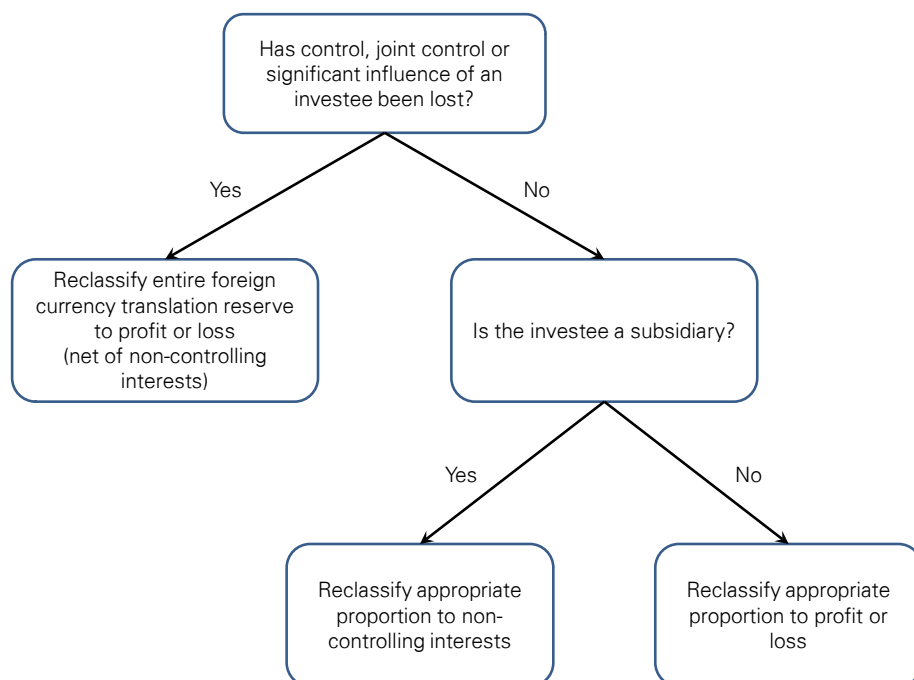 Has control, joint control or
significant influence of an
investee been lost?
Yes
No
Reclassify entire foreign
currency translation reserve
to profit or loss
(net of non-controlling
interests)
Is the investee a subsidiary?
Yes
No
Reclassify appropriate
proportion to non-
controlling interests
Reclassify appropriate
proportion to profit or
loss